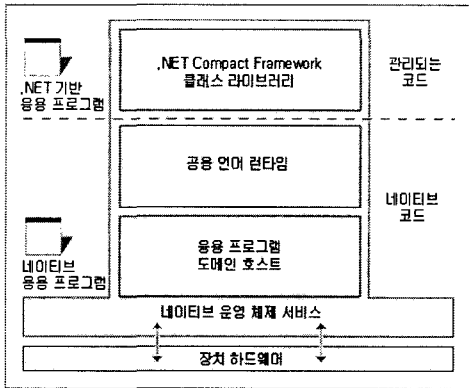 .NET Compact Framework
클래스 라이브러리
관리되는
코드
.NET 기반
응용 프로그램
공용 언어 런타임
네이티브
코드
응용 프로그램
도메인 호스트
네이티브
응용 프로그램
네이티브 운영 체제 서비스
장치 하드웨어